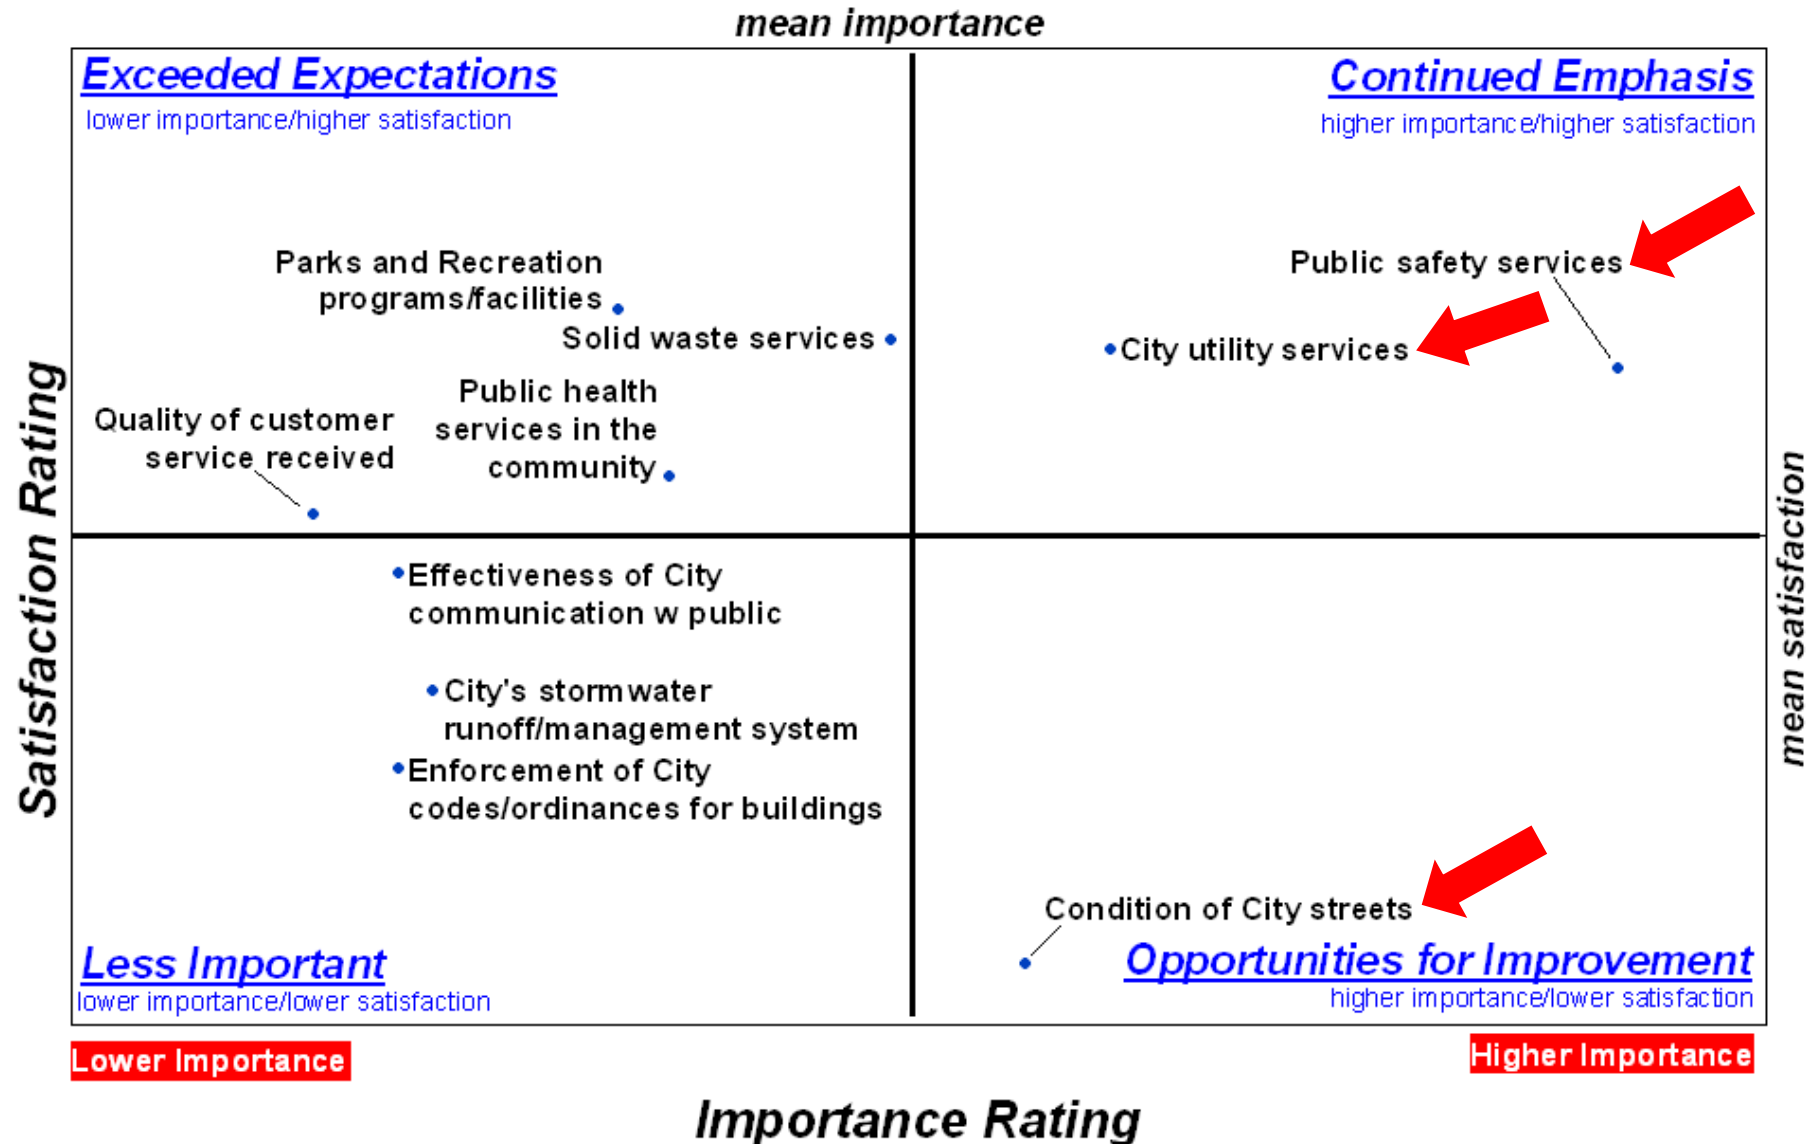 mean importance
Exceeded Expectations
lower importance/higher satisfaction
Continued Emphasis
higher importance/higher satisfaction
Parks and Recreation
programs/facilities
Solid waste services
Public health
services in the
community
Quality of customer
service received
Public safety services
City utility services
Satisfaction Rating
mean satisfaction
Effectiveness of City
communication w public
City's stormwater
runoff/management system
Enforcement of City
codes/ordinances for buildings
Condition of City streets
Less Important
lower importance/lower satisfaction
Opportunities for Improvement
higher importance/lower satisfaction
Lower Importance
Higher Importance
Importance Rating